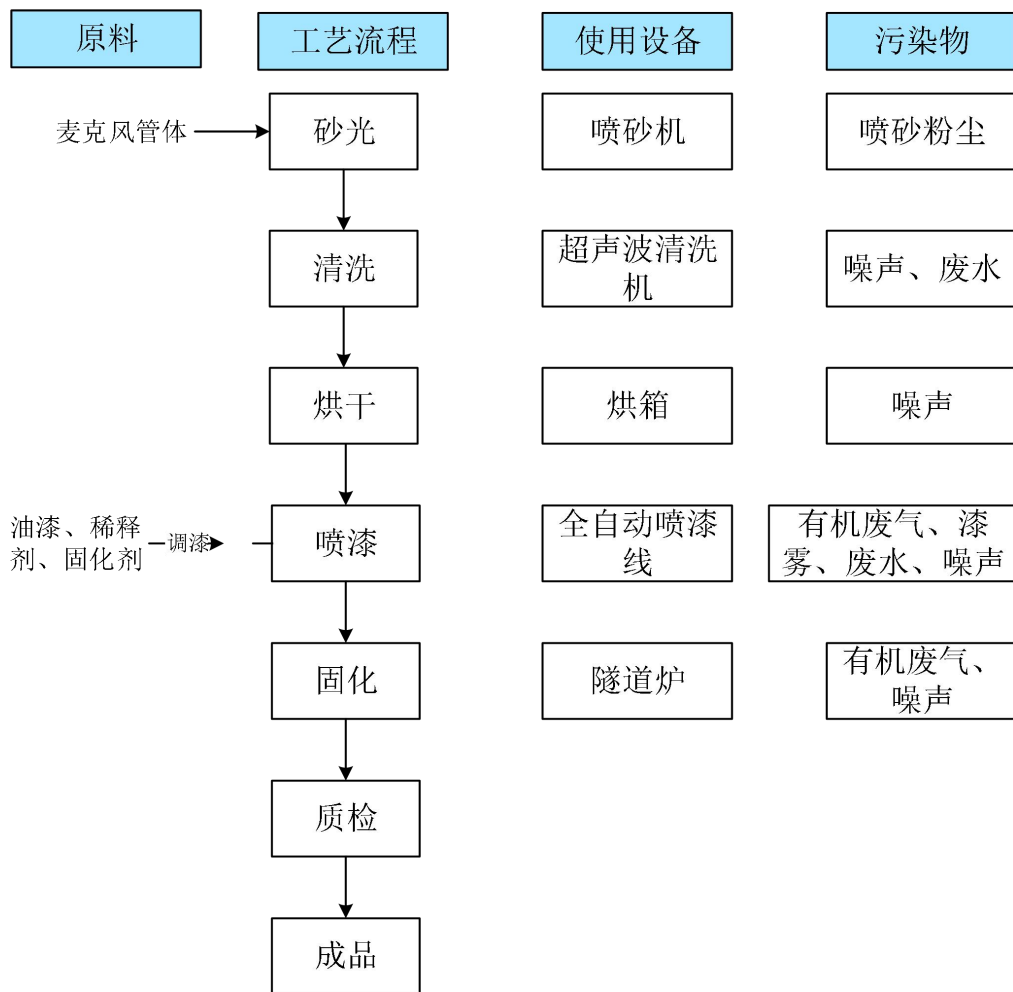 原料
工艺流程
使用设备
污染物
麦克风管体
砂光
喷砂机
喷砂粉尘
清洗
超声波清洗
机
噪声、废水
烘干
烘箱
噪声
油漆、稀释
剂、固化剂
调漆
喷漆
全自动喷漆
线
有机废气、漆
雾、废水、噪声
固化
隧道炉
有机废气、
噪声
质检
成品